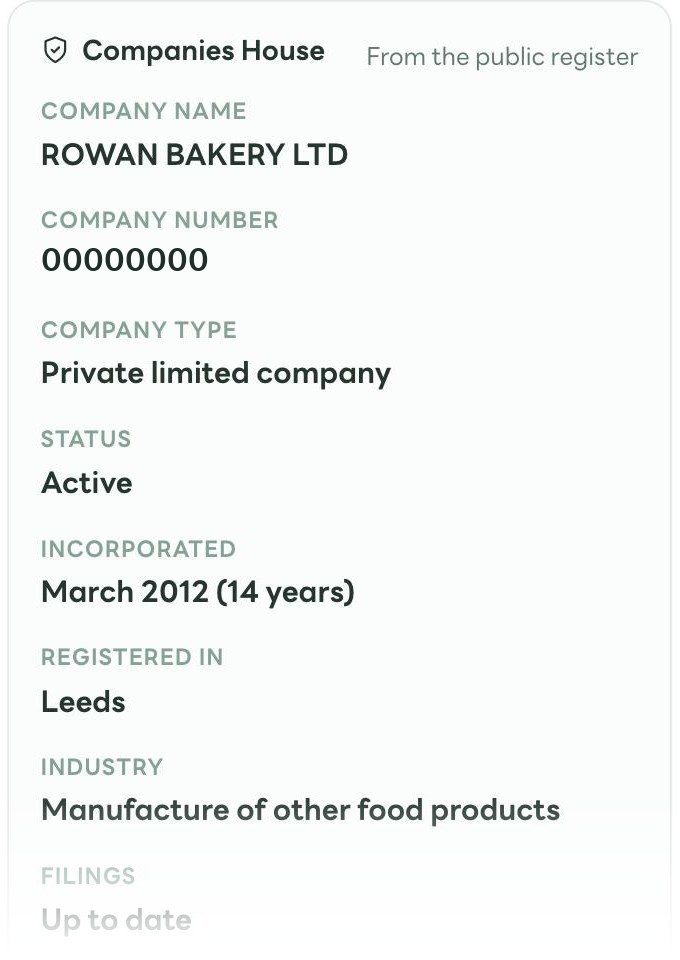 Companies House
From the public register
COMPANY NAME
ROWAN BAKERY LTD
COMPANY NUMBER
00000000
COMPANY TYPE
Private limited company
STATUS
Active
INCORPORATED
March 2012 (14 years)
REGISTERED IN
Leeds
INDUSTRY
Manufacture of other food products
FILINGS
Up to date